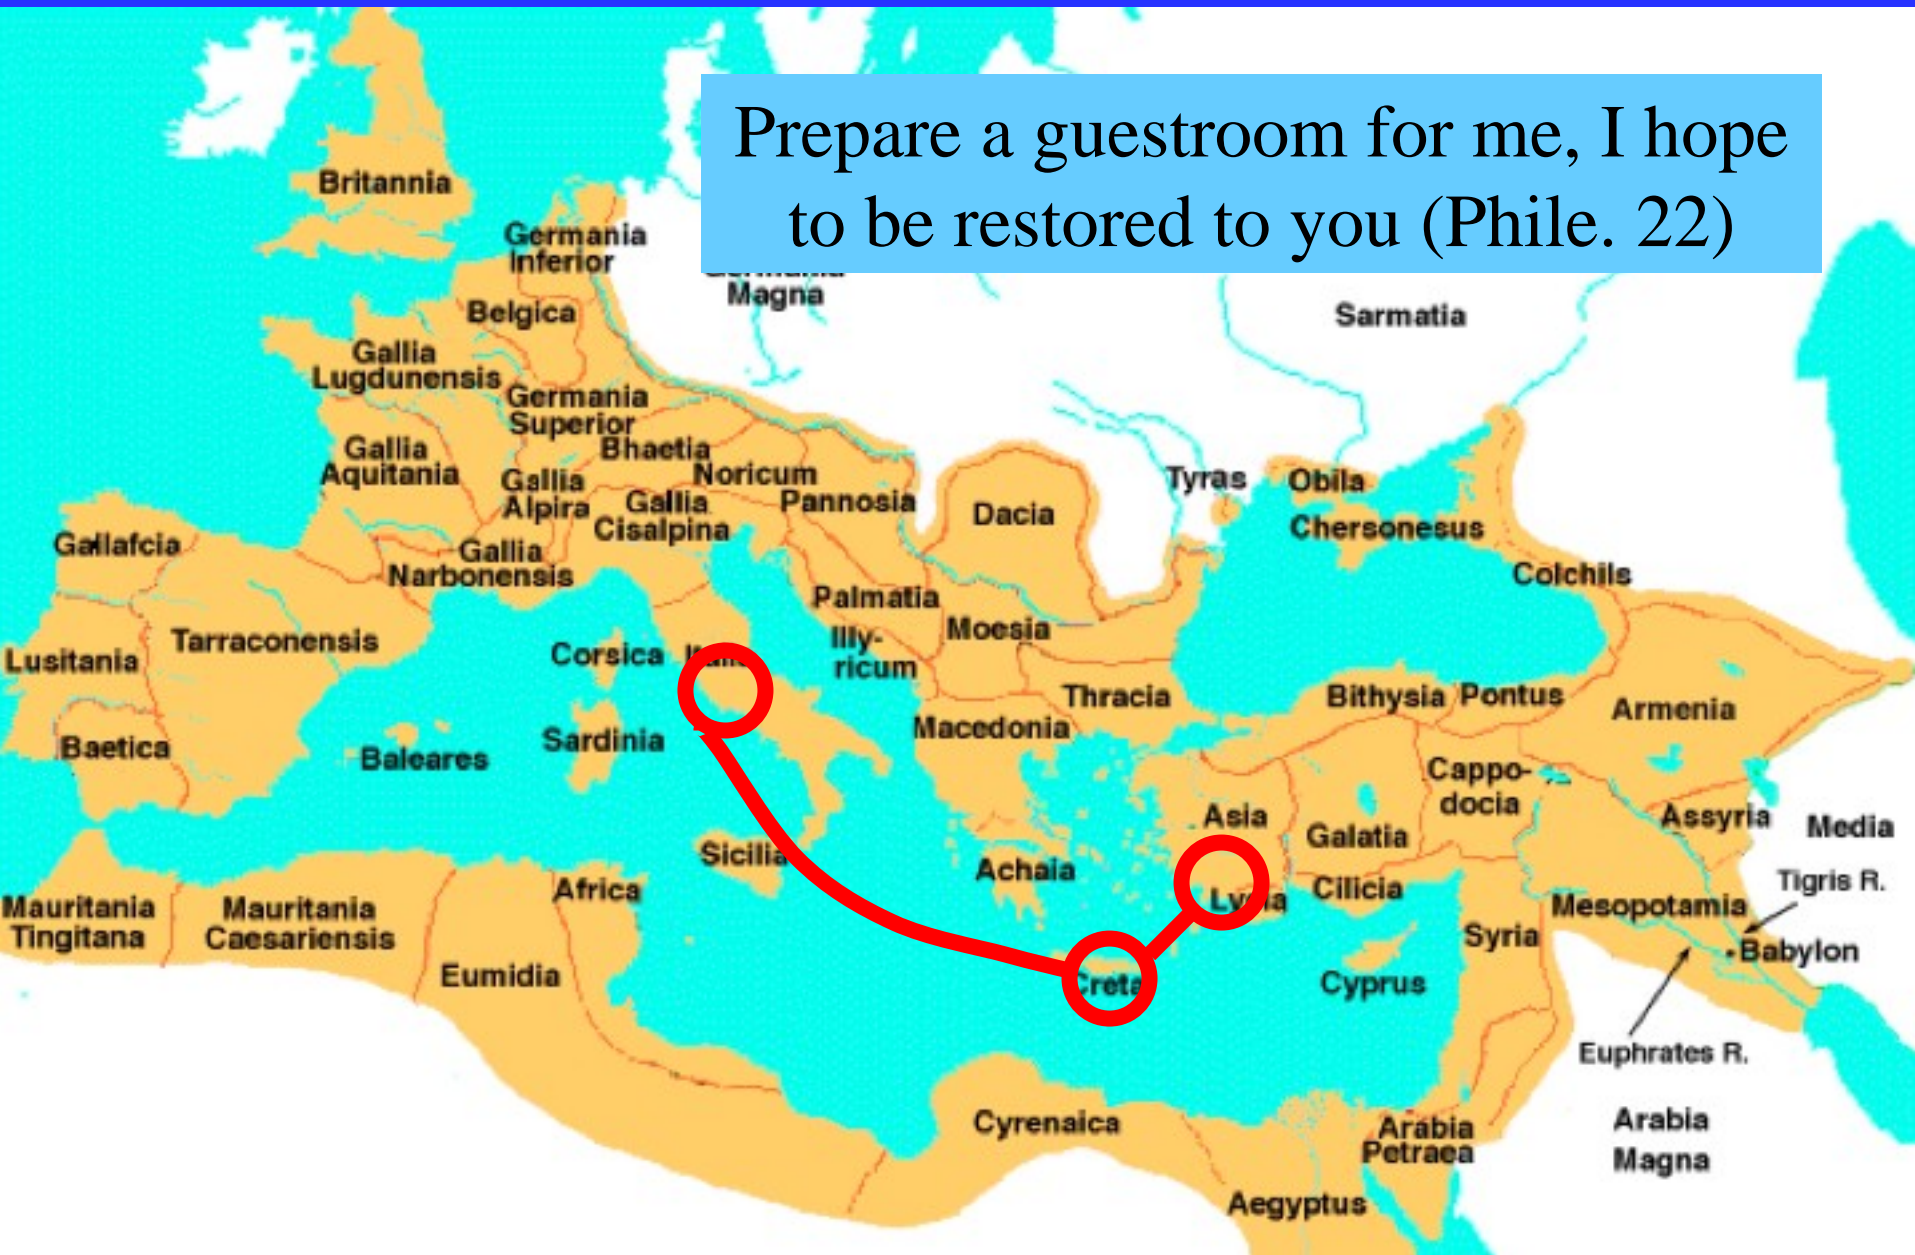 Prepare a guestroom for me, I hope
to be restored to you (Phile. 22)
Britannia
Germania
Inferior
Magna
Sarmatia
Belgica
Gallia
Lugdunensis
Germania
Superior
Bhaetia
Noricum
Gallia
Aquitania
Gallia
Alpira
Gallia
Cisalpina
Pannosia
Dacia
Tyras
Obila
Chersonesus
Gallafcia
Gallia
Narbonensis
Colchils
Palmatia
Moesia
Illy-
ricum
Tarraconensis
Lusitania
Corsica
Thracia
Bithysia
Pontus
Armenia
Macedonia
Baetica
Sardinia
Baleares
Cappo-
docia
Asia
Galatia
Assyria
Media
Sicilia
Achaia
Tigris R.
Africa
Cilicia
Mauritania
Tingitana
Mauritania
Caesariensis
Mesopotamia
Syria
Babylon
Eumidia
Creta
Cyprus
Euphrates R.
Cyrenaica
Arabia
Petraea
Arabia
Magna
Aegyptus